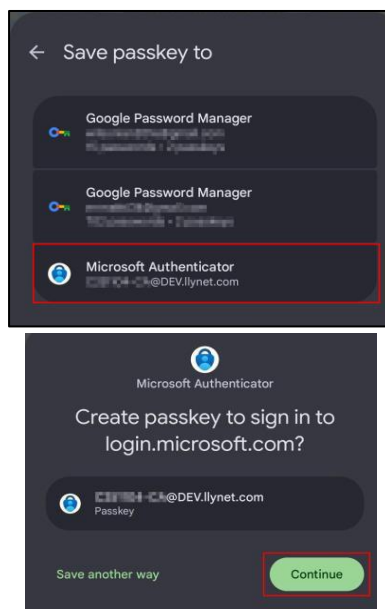 Save passkey to
Google Password Manager
Google Password Manager
Microsoft Authenticator
@DEV.llynet.com
Microsoft Authenticator
Create passkey to sign in to
login.microsoft.com?
@DEV.llynet.com
Passkey
Save another way
Continue